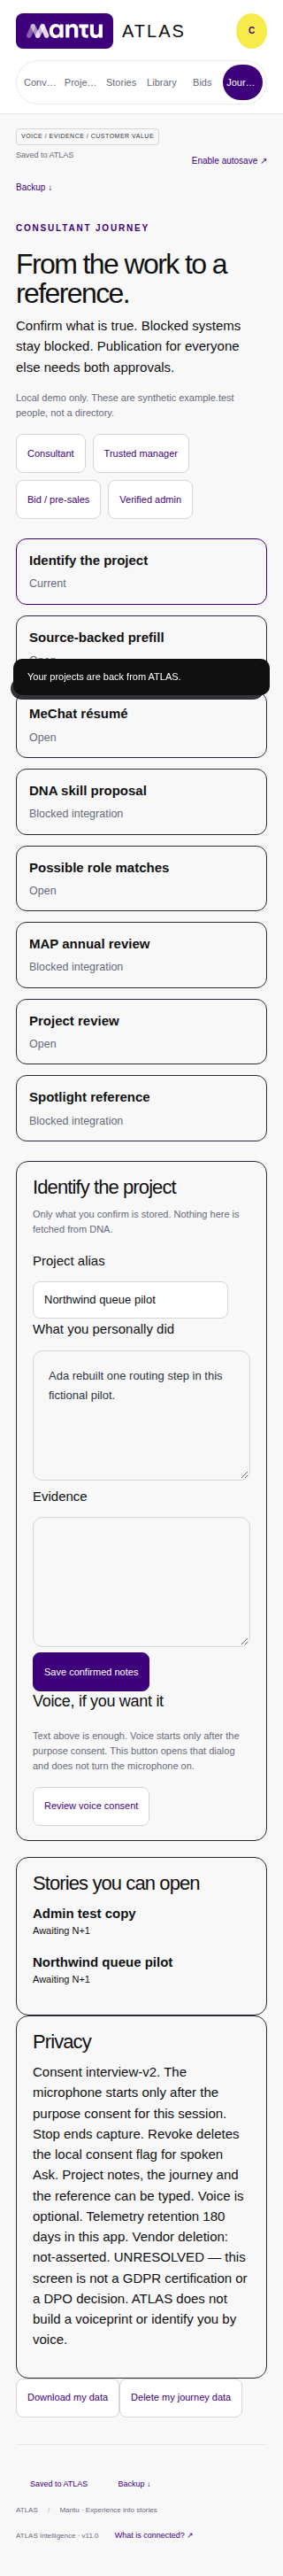 mantu ATLAS
C
Conv… Proje… Stories Library Bids Jour…
VOICE / EVIDENCE / CUSTOMER VALUE
Saved to ATLAS
Enable autosave ↗
Backup ↓
CONSULTANT JOURNEY
From the work to a
reference.
Confirm what is true. Blocked systems
stay blocked. Publication for everyone
else needs both approvals.
Local demo only. These are synthetic example.test
people, not a directory.
Consultant Trusted manager
Bid / pre-sales Verified admin
Identify the project
Current
Source-backed prefill
Your projects are back from ATLAS.
MeChat résumé
Open
DNA skill proposal
Blocked integration
Possible role matches
Open
MAP annual review
Blocked integration
Project review
Open
Spotlight reference
Blocked integration
Identify the project
Only what you confirm is stored. Nothing here is
fetched from DNA.
Project alias
Northwind queue pilot
What you personally did
Ada rebuilt one routing step in this
fictional pilot.
Evidence
Save confirmed notes
Voice, if you want it
Text above is enough. Voice starts only after the
purpose consent. This button opens that dialog
and does not turn the microphone on.
Review voice consent
Stories you can open
Admin test copy
Awaiting N+1
Northwind queue pilot
Awaiting N+1
Privacy
Consent interview-v2. The
microphone starts only after the
purpose consent for this session.
Stop ends capture. Revoke deletes
the local consent flag for spoken
Ask. Project notes, the journey and
the reference can be typed. Voice is
optional. Telemetry retention 180
days in this app. Vendor deletion:
not-asserted. UNRESOLVED — this
screen is not a GDPR certification or
a DPO decision. ATLAS does not
build a voiceprint or identify you by
voice.
Download my data Delete my journey data
Saved to ATLAS Backup ↓
ATLAS / Mantu · Experience into stories
ATLAS Intelligence · v11.0 What is connected? ↗